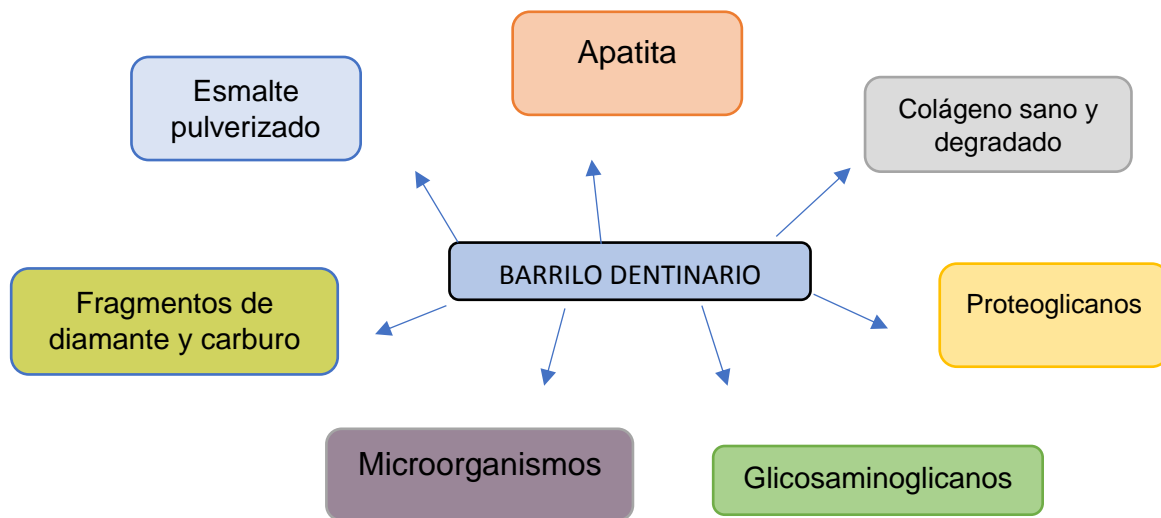 Apatita
Esmalte
pulverizado
Colágeno sano y
degradado
BARRILO DENTINARIO
Fragmentos de
diamante y carburo
Proteoglicanos
Microorganismos
Glicosaminoglicanos